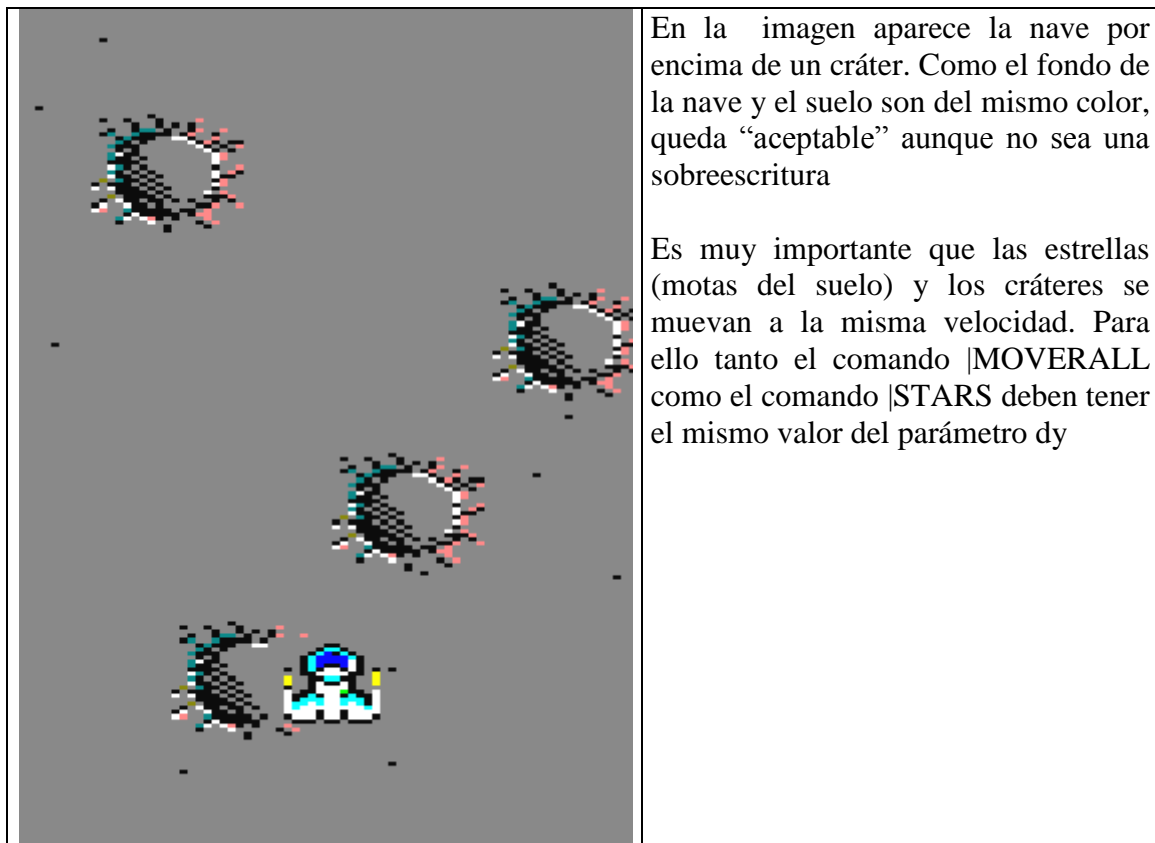 En la imagen aparece la nave por
encima de un cráter. Como el fondo de
la nave y el suelo son del mismo color,
queda “aceptable” aunque no sea una
sobreescritura
Es muy importante que las estrellas
(motas del suelo) y los cráteres se
muevan a la misma velocidad. Para
ello tanto el comando |MOVERALL
como el comando |STARS deben tener
el mismo valor del parámetro dy